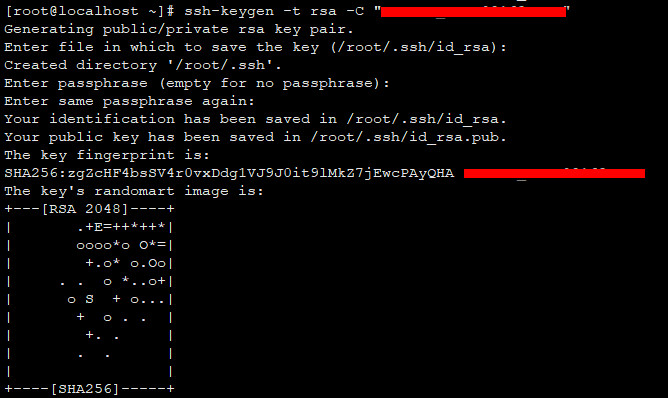 [root@localhost ~]# ssh-keygen -t rsa -C "
Generating public/private rsa key pair.
Enter file in which to save the key (/root/.ssh/id_rsa):
Created directory '/root/.ssh'.
Enter passphrase (empty for no passphrase):
Enter same passphrase again:
Your identification has been saved in /root/.ssh/id_rsa.
Your public key has been saved in /root/.ssh/id_rsa.pub.
The key fingerprint is:
SHA256:zgZcHF4bsSV4r0vxDdg1VJ9J0it9lMkZ7jEwcPAyQHA
The key's randomart image is:
+---[RSA 2048]----+
|       .+E=++*++*|
|       oooo*o O*=|
|        +.o* o.Oo|
|     . .  o *..o+|
|      o S  + o...|
|       +  o . .  |
|        +. .     |
|       .  .      |
|                 |
+----[SHA256]-----+